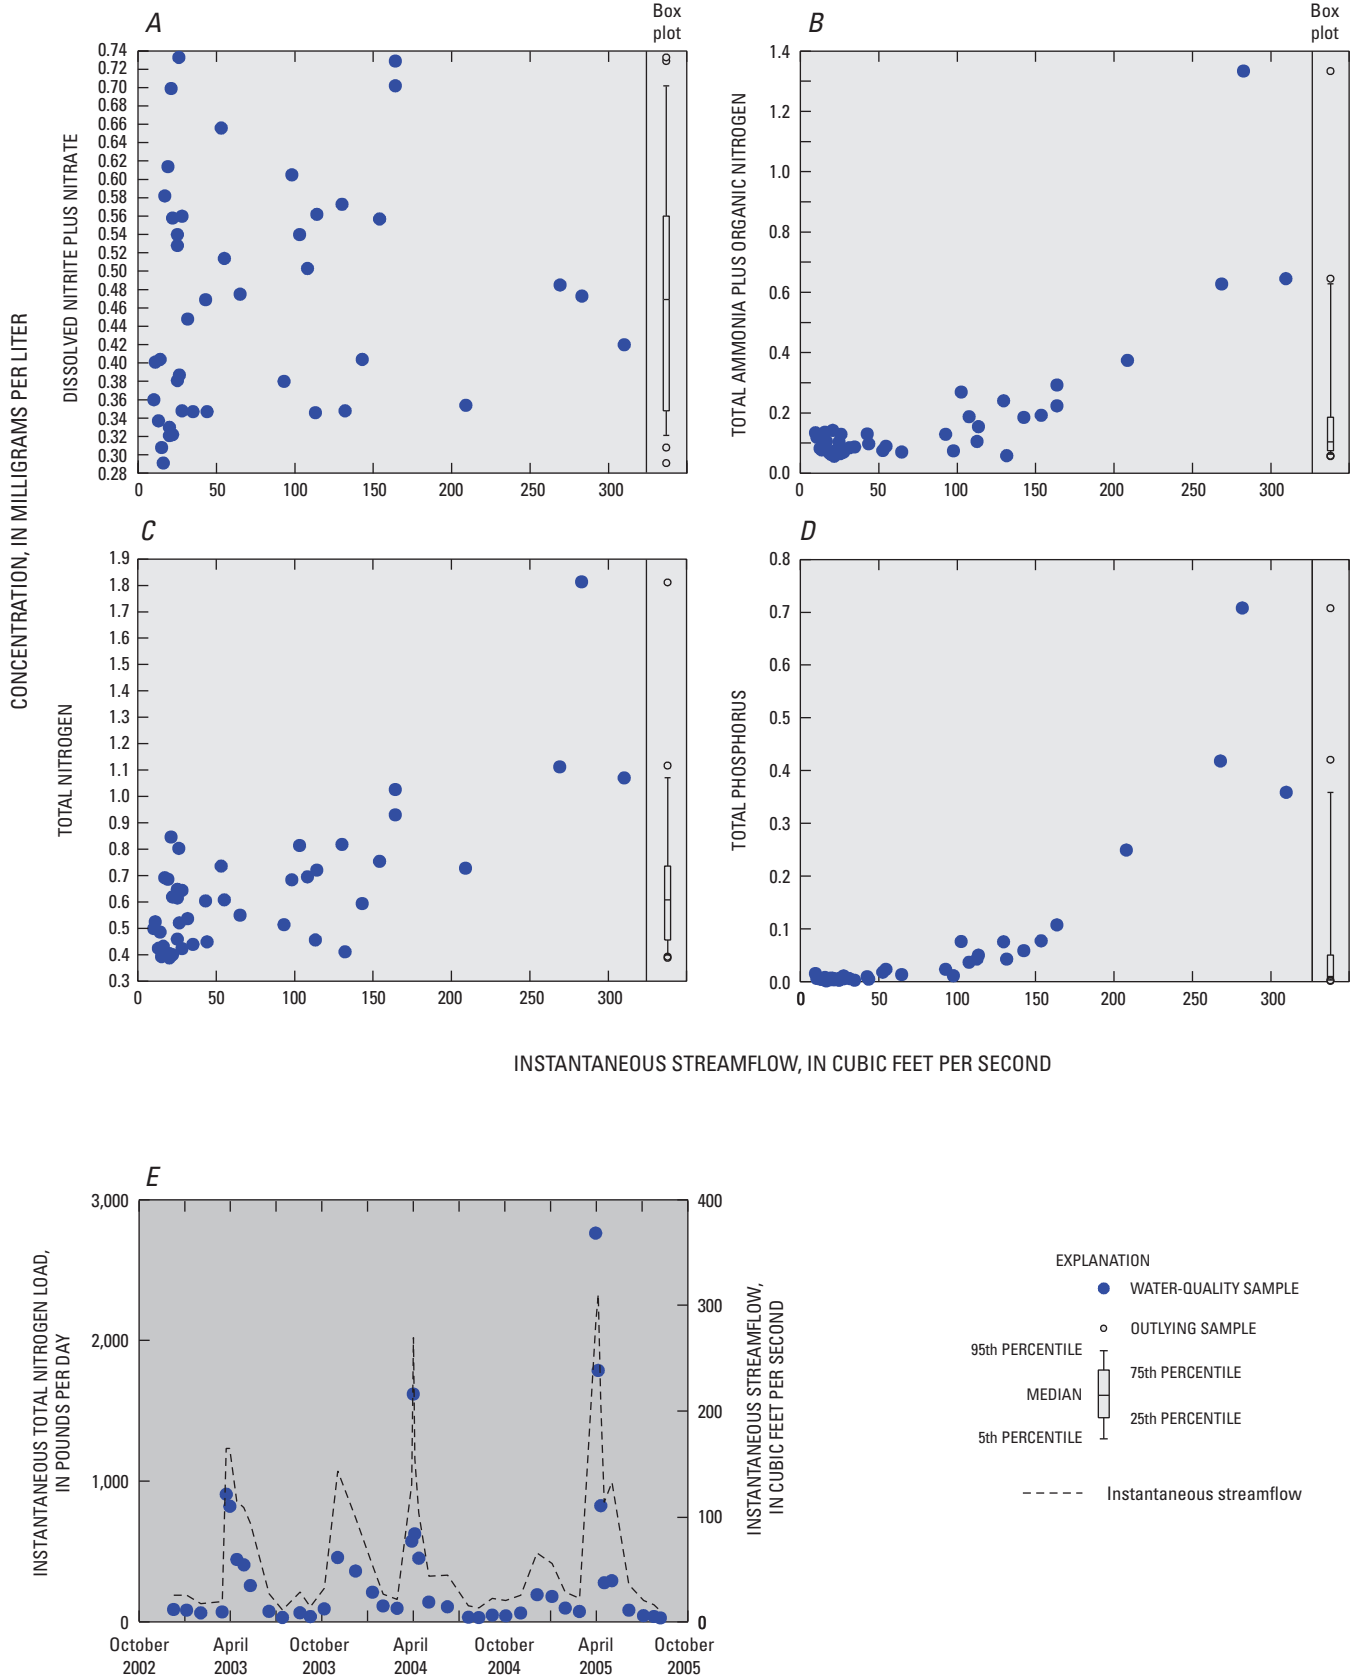 A
Box
plot
B
Box
plot
CONCENTRATION, IN MILLIGRAMS PER LITER
DISSOLVED NITRITE PLUS NITRATE
0.74
0.72
0.70
0.68
0.66
0.64
0.62
0.60
0.58
0.56
0.54
0.52
0.50
0.48
0.46
0.44
0.42
0.40
0.38
0.36
0.34
0.32
0.30
0.28
0 50 100 150 200 250 300
TOTAL AMMONIA PLUS ORGANIC NITROGEN
1.4
1.2
1.0
0.8
0.6
0.4
0.2
0.0
0 50 100 150 200 250 300
C
TOTAL NITROGEN
1.9
1.8
1.7
1.6
1.5
1.4
1.3
1.2
1.1
1.0
0.9
0.8
0.7
0.6
0.5
0.4
0.3
0 50 100 150 200 250 300
D
TOTAL PHOSPHORUS
0.8
0.7
0.6
0.5
0.4
0.3
0.2
0.1
0.0
0 50 100 150 200 250 300
INSTANTANEOUS STREAMFLOW, IN CUBIC FEET PER SECOND
E
INSTANTANEOUS TOTAL NITROGEN LOAD,
IN POUNDS PER DAY
3,000
2,000
1,000
0
400
300
200
100
0
INSTANTANEOUS STREAMFLOW,
IN CUBIC FEET PER SECOND
October April October April October April October
2002 2003 2003 2004 2004 2005 2005
EXPLANATION
WATER-QUALITY SAMPLE
OUTLYING SAMPLE
95th PERCENTILE
75th PERCENTILE
MEDIAN
25th PERCENTILE
5th PERCENTILE
Instantaneous streamflow